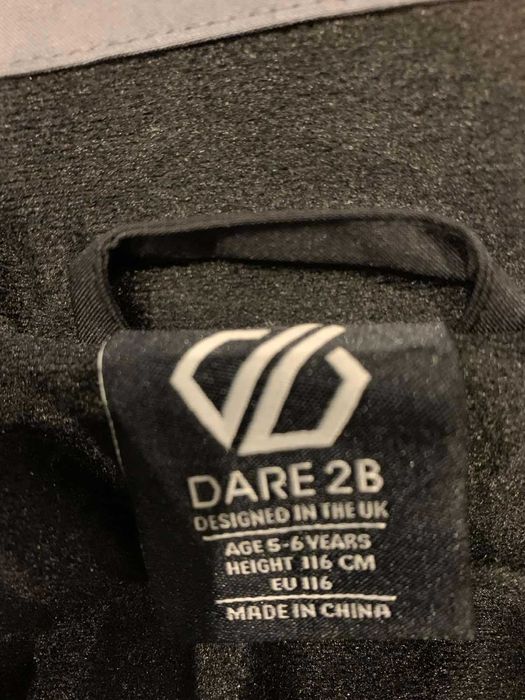 DARE 2B
DESIGNED IN THE UK
AGE 5-6 YEARS
HEIGHT 116 CM
EU 116
MADE IN CHINA